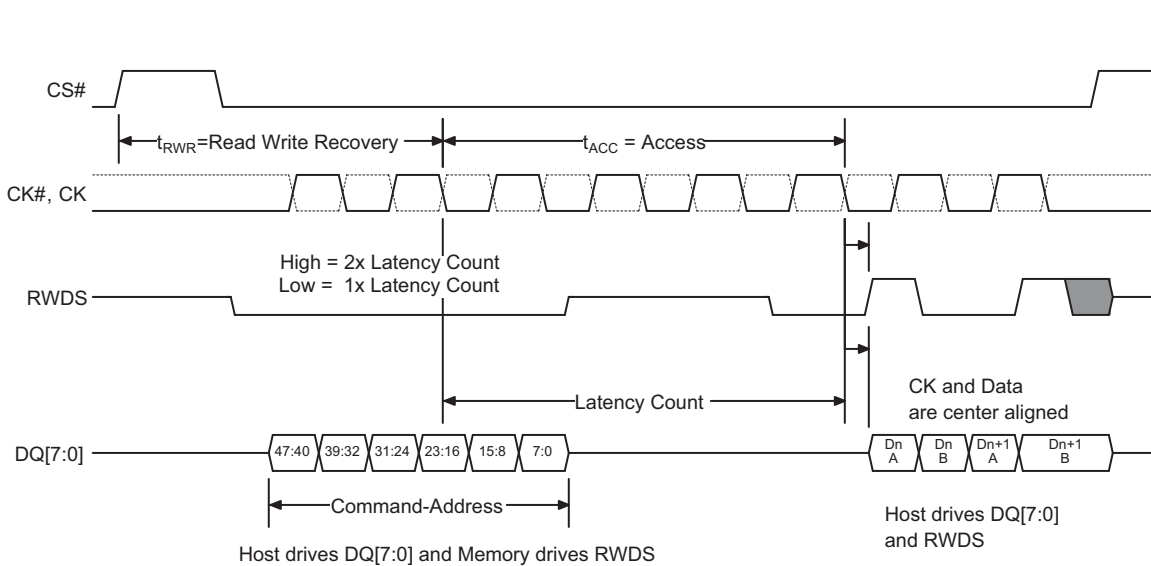 CS#
tRWR=Read Write Recovery
tACC = Access
CK#, CK
High = 2x Latency Count
Low = 1x Latency Count
RWDS
CK and Data
are center aligned
Latency Count
DQ[7:0]
47:40 39:32 31:24 23:16 15:8 7:0
Dn A
Dn B
Dn+1 A
Dn+1 B
Command-Address
Host drives DQ[7:0]
and RWDS
Host drives DQ[7:0] and Memory drives RWDS